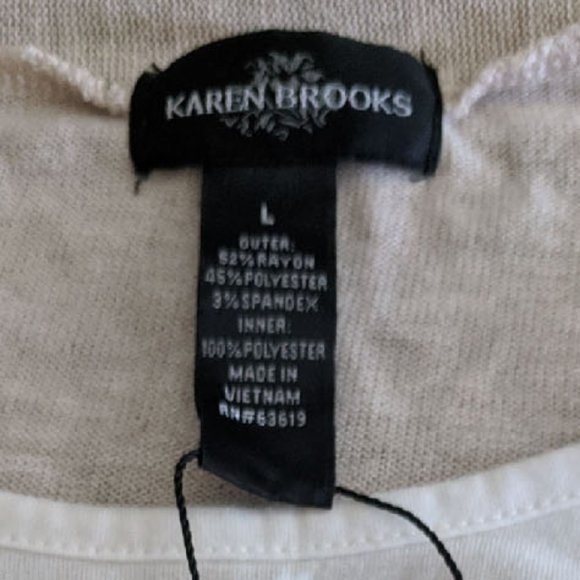 KAREN BROOKS
L
OUTER:
52% RAYON
45% POLYESTER
3% SPANDEX
INNER:
100% POLYESTER
MADE IN
VIETNAM
RN#63619